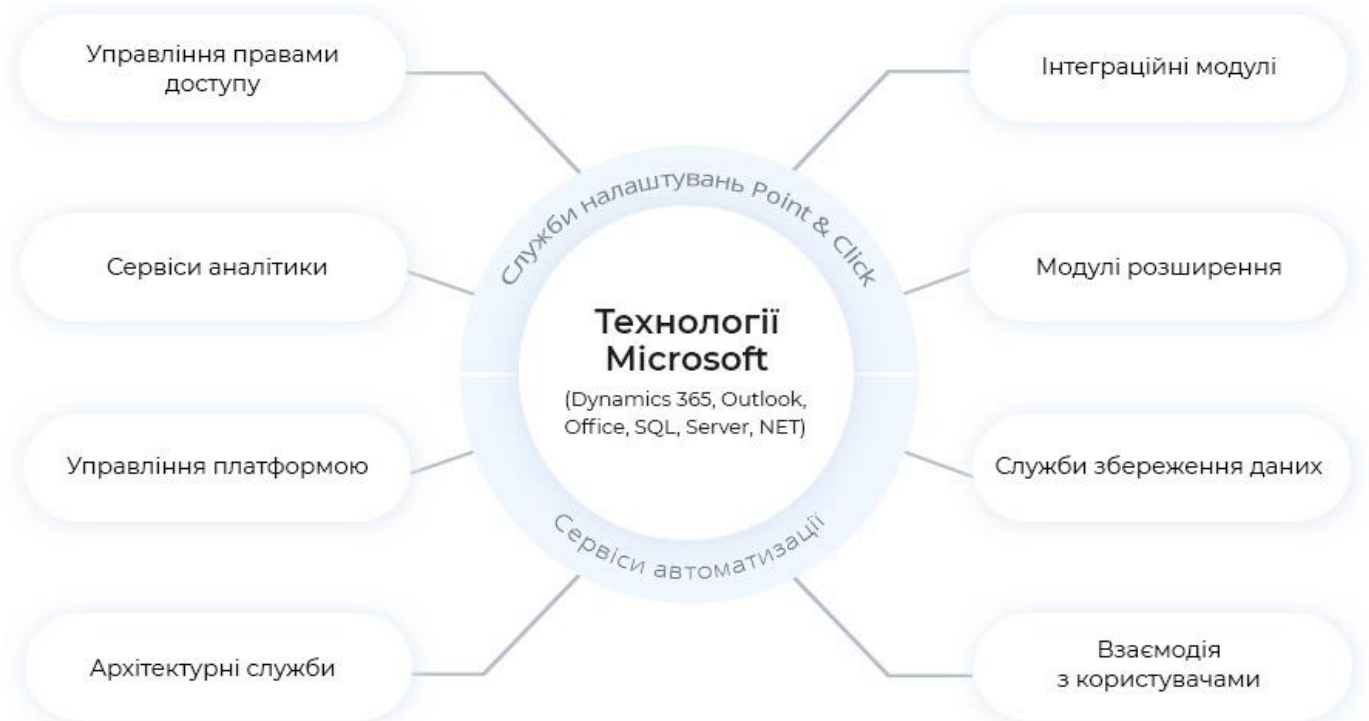 Управління правами
доступу
Інтеграційні модулі
Служби налаштувань Point & Click
Сервіси аналітики
Модулі розширення
Технології
Microsoft
(Dynamics 365, Outlook,
Office, SQL, Server, NET)
Управління платформою
Служби збереження даних
Сервіси автоматизації
Архітектурні служби
Взаємодія
з користувачами